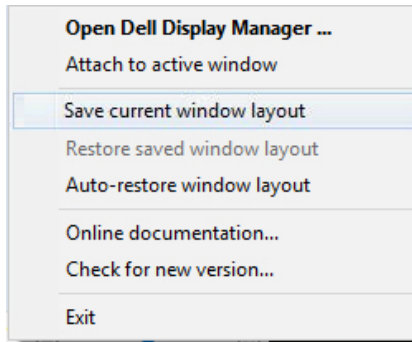 Open Dell Display Manager ...
Attach to active window
Save current window layout
Restore saved window layout
Auto-restore window layout
Online documentation...
Check for new version...
Exit